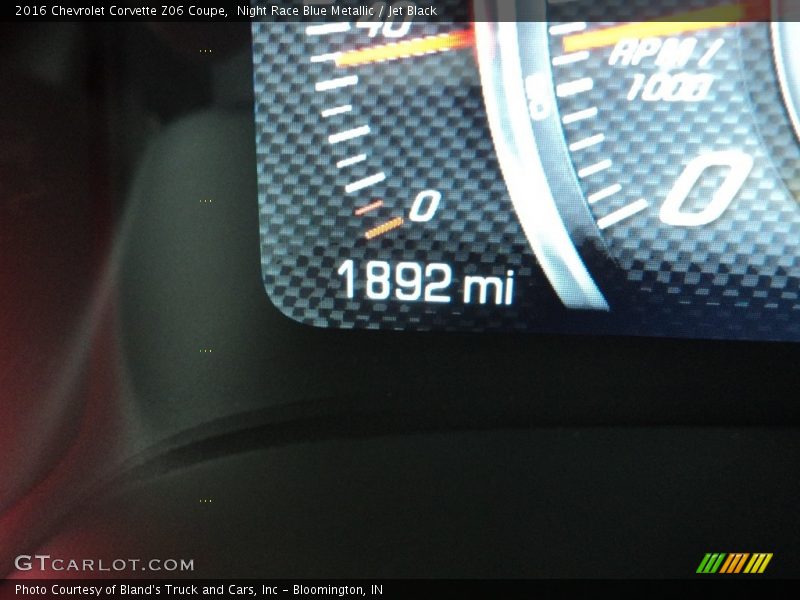 2016 Chevrolet Corvette Z06 Coupe,  Night Race Blue Metallic / Jet Black
40
RPM /
1000
8
0
0
1892 mi
GTCARLOT.COM
Photo Courtesy of Bland's Truck and Cars, Inc - Bloomington, IN